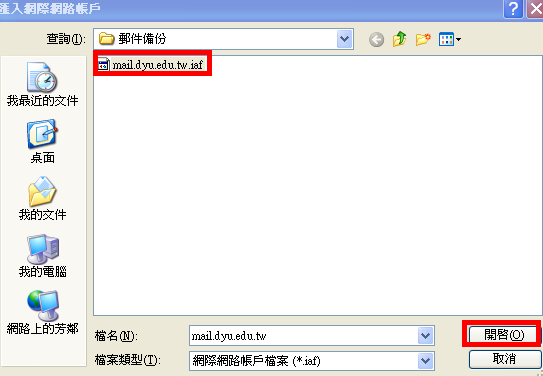 匯入網際網路帳戶
查詢(I):
郵件備份
mail.dyu.edu.tw.iaf
我最近的文件
桌面
我的文件
我的電腦
網路上的芳鄰
檔名(N):
mail.dyu.edu.tw
開啓(O)
檔案類型(T):
網際網路帳戶檔案 (*.iaf)
取消